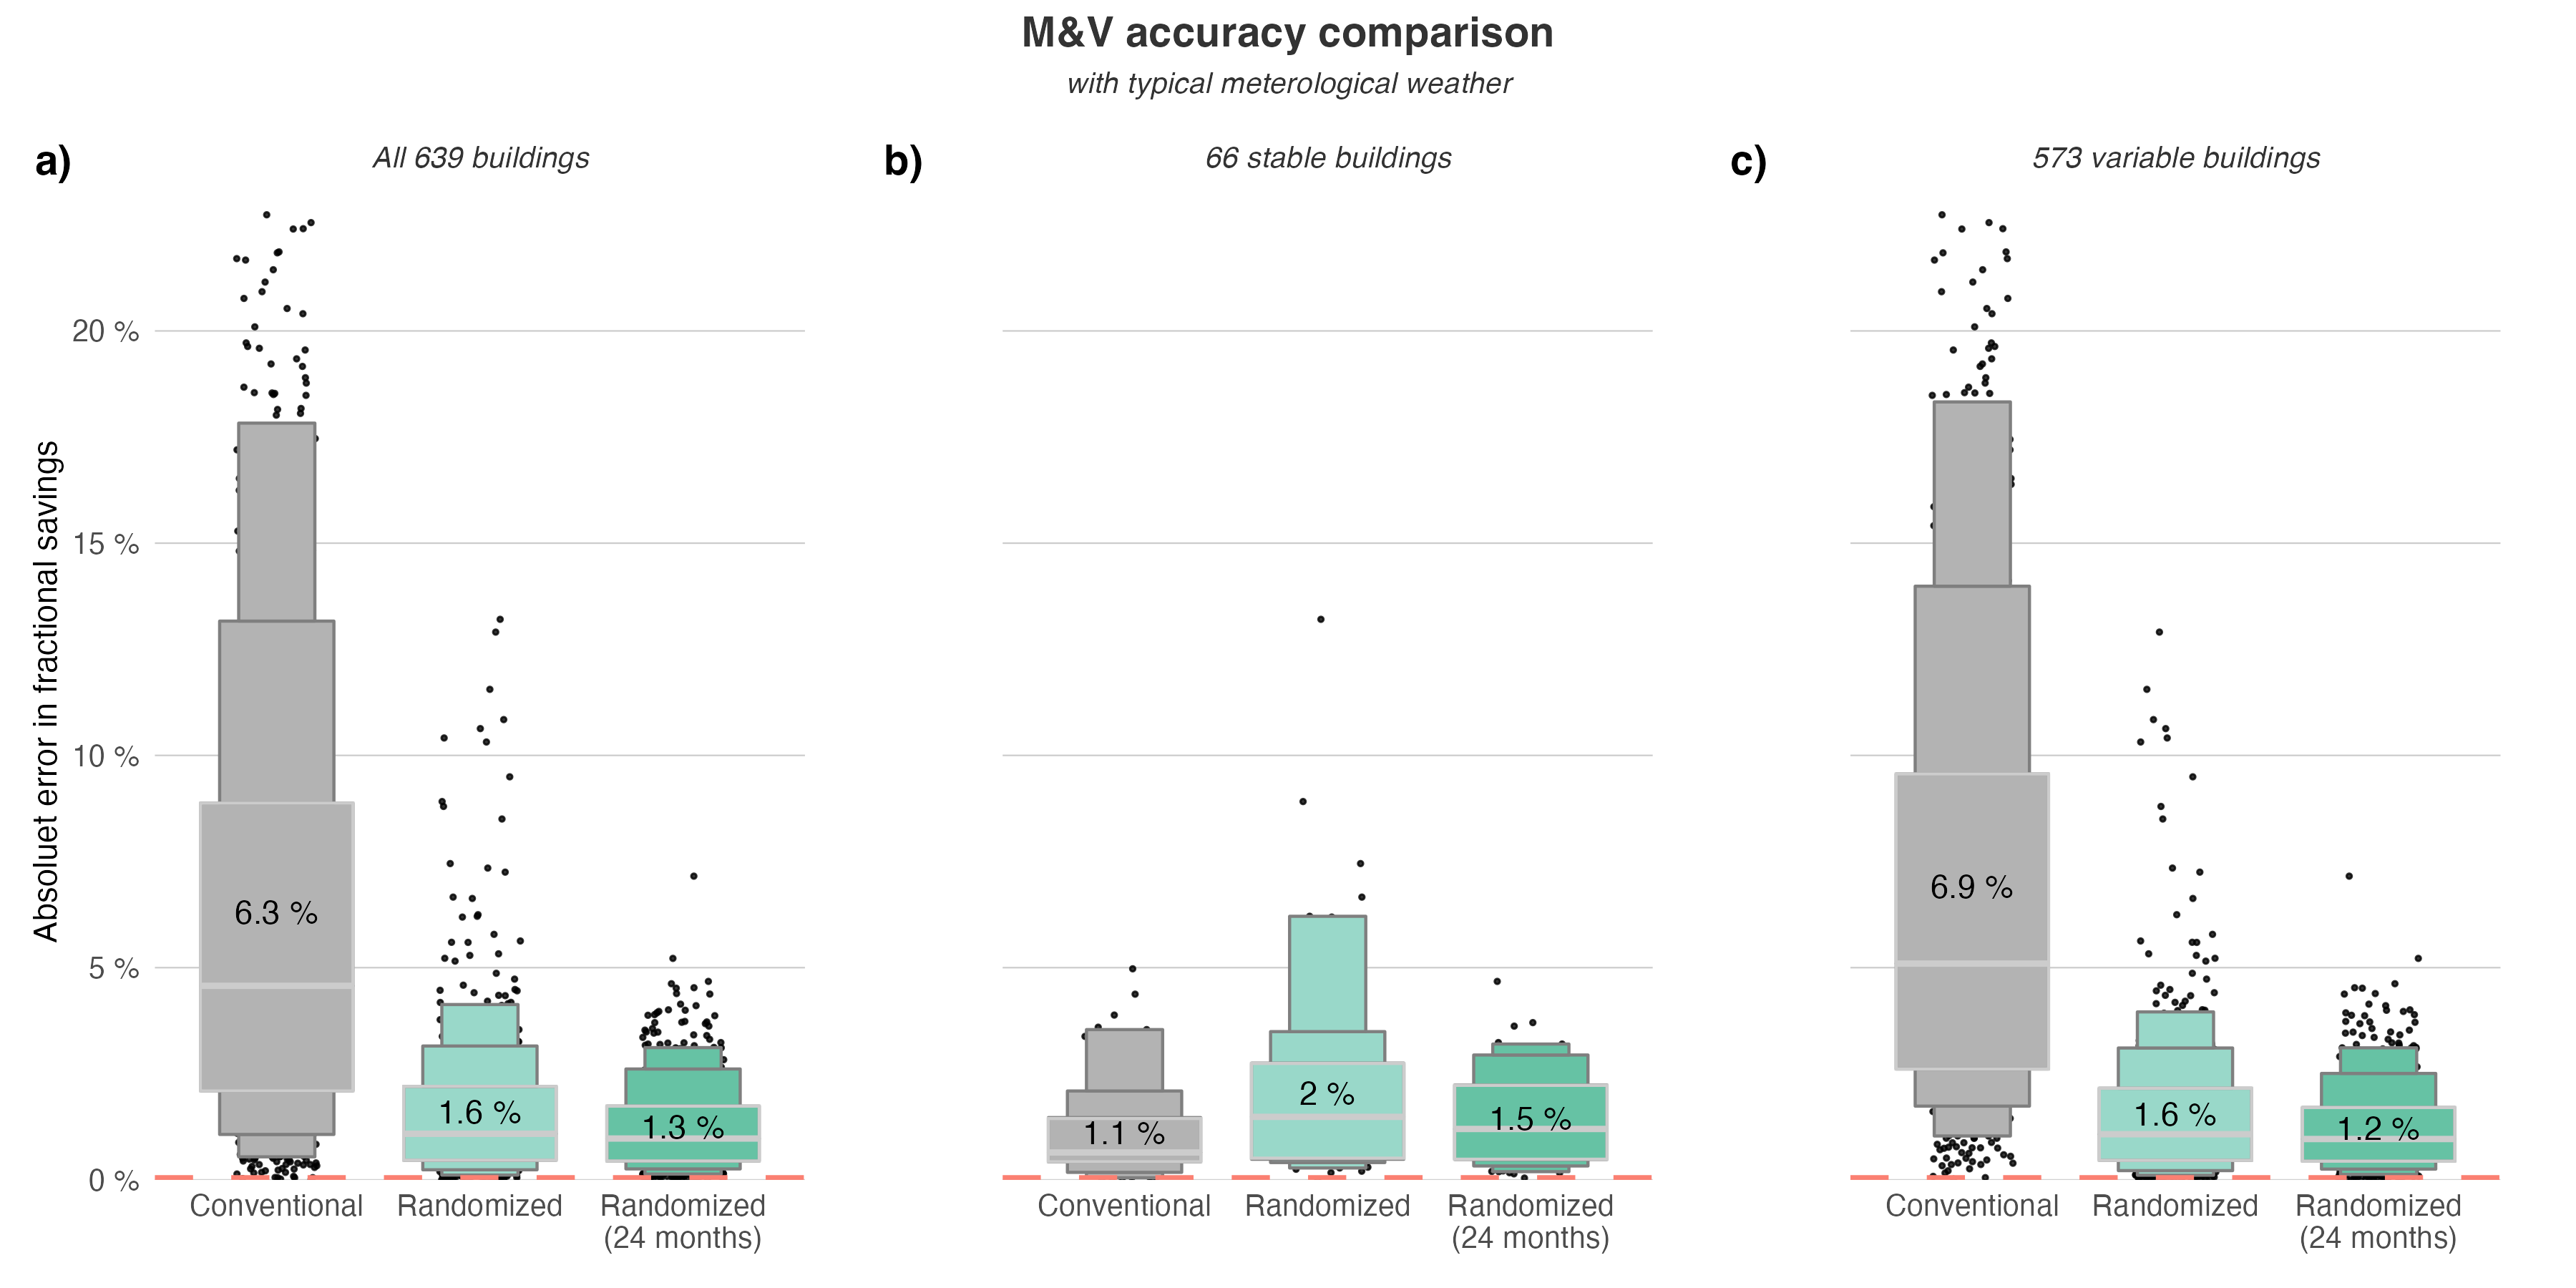 M&V accuracy comparison
with typical meterological weather
a)
All 639 buildings
b)
66 stable buildings
c)
573 variable buildings
Absoluet error in fractional savings
20 %
15 %
10 %
5 %
0 %
6.3 %
1.6 %
1.3 %
1.1 %
2 %
1.5 %
6.9 %
1.6 %
1.2 %
Conventional
Randomized
Randomized
(24 months)
Conventional
Randomized
Randomized
(24 months)
Conventional
Randomized
Randomized
(24 months)